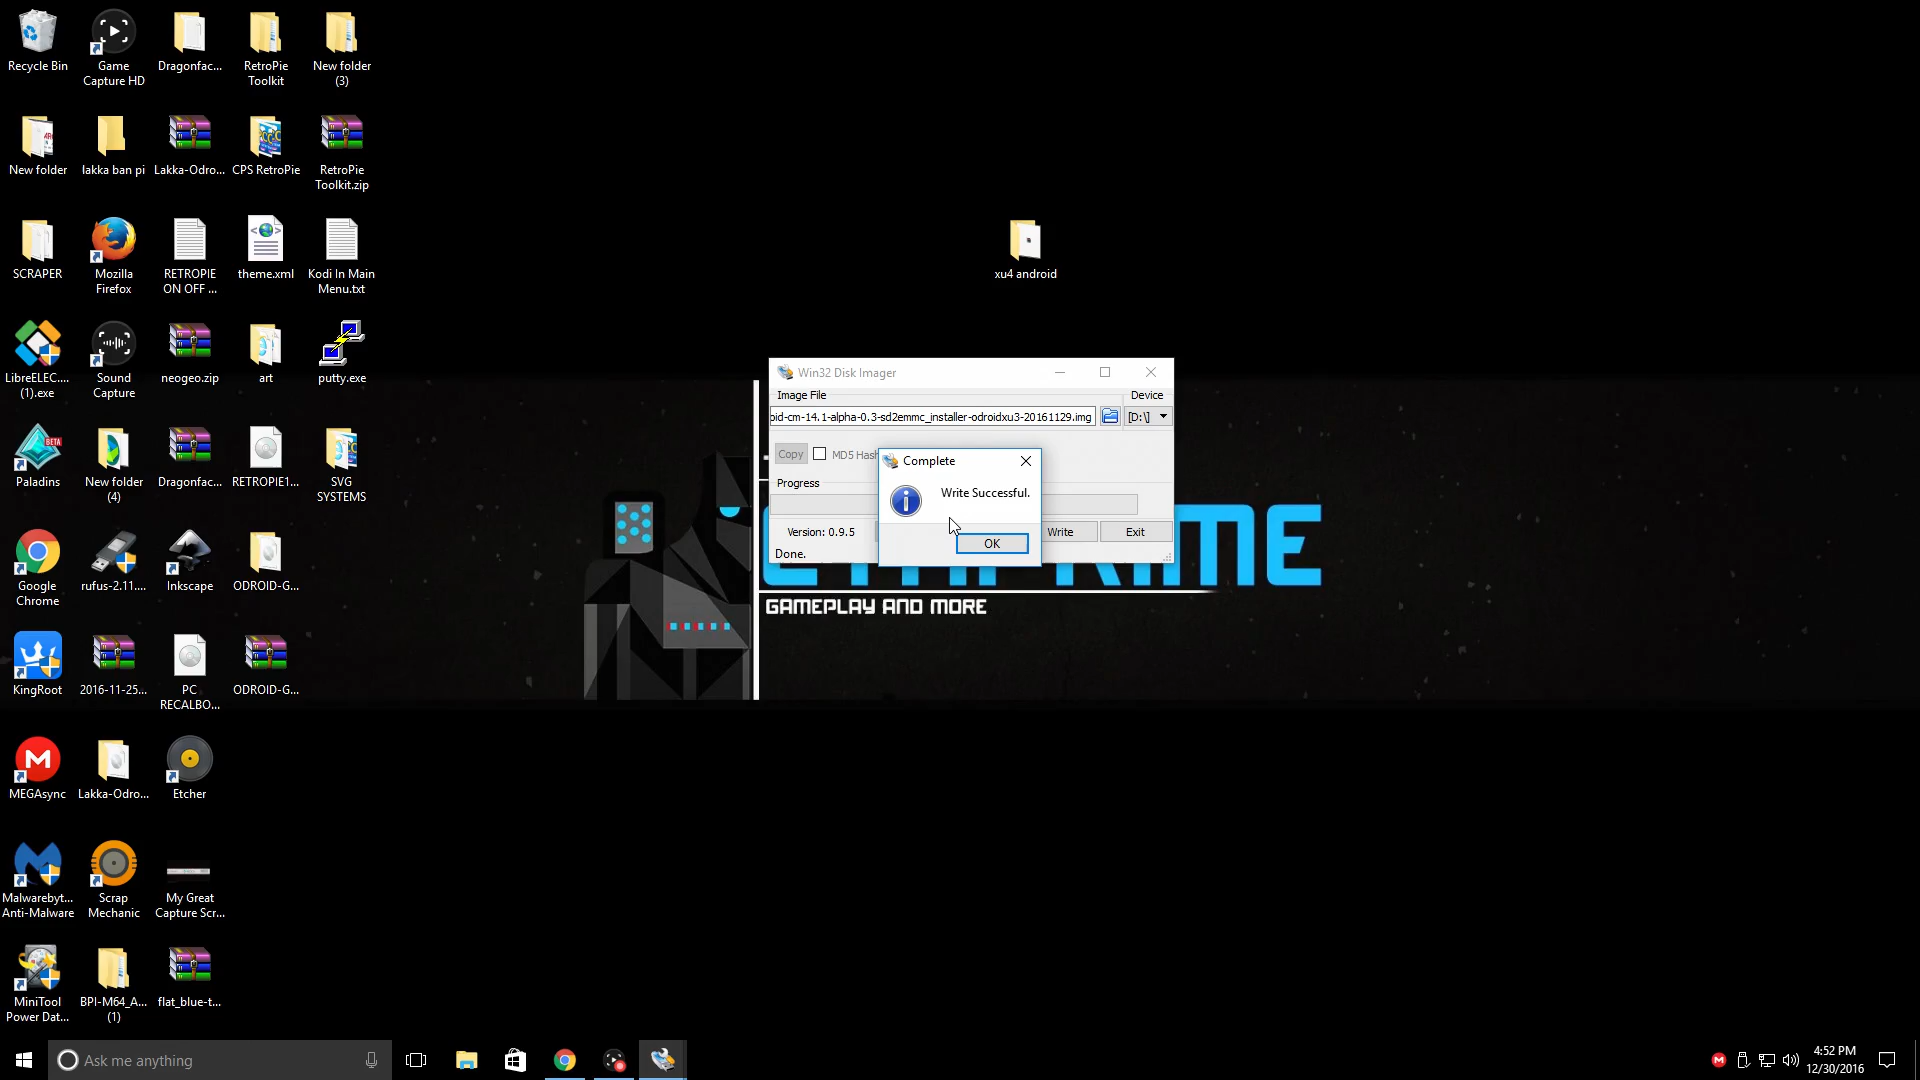 Recycle Bin
Game
Capture HD
Dragonfac...
RetroPie
Toolkit
New folder
(3)
New folder
lakka ban pi
Lakka-Odro...
CPS RetroPie
RetroPie
Toolkit.zip
SCRAPER
Mozilla
Firefox
RETROPIE
ON OFF ...
theme.xml
Kodi In Main
Menu.txt
xu4 android
LibreELEC....
(1).exe
Sound
Capture
neogeo.zip
art
putty.exe
BETA
Paladins
New folder
(4)
Dragonfac...
RETROPIE1...
SVG
SYSTEMS
Google
Chrome
rufus-2.11....
Inkscape
ODROID-G...
KingRoot
2016-11-25...
PC
RECALBO...
ODROID-G...
MEGAsync
Lakka-Odro...
Etcher
Malwarebyt...
Anti-Malware
Scrap
Mechanic
My Great
Capture Scr...
MiniTool
Power Dat...
BPI-M64_A...
(1)
flat_blue-t...
Win32 Disk Imager
Image File
Device
oid-cm-14.1-alpha-0.3-sd2emmc_installer-odroidxu3-20161129.img
[D:\]
Copy
MD5 Hash
Complete
Write Successful.
OK
Progress
Version: 0.9.5
Write
Exit
Done.
GAMEPLAY AND MORE
Ask me anything
4:52 PM
12/30/2016